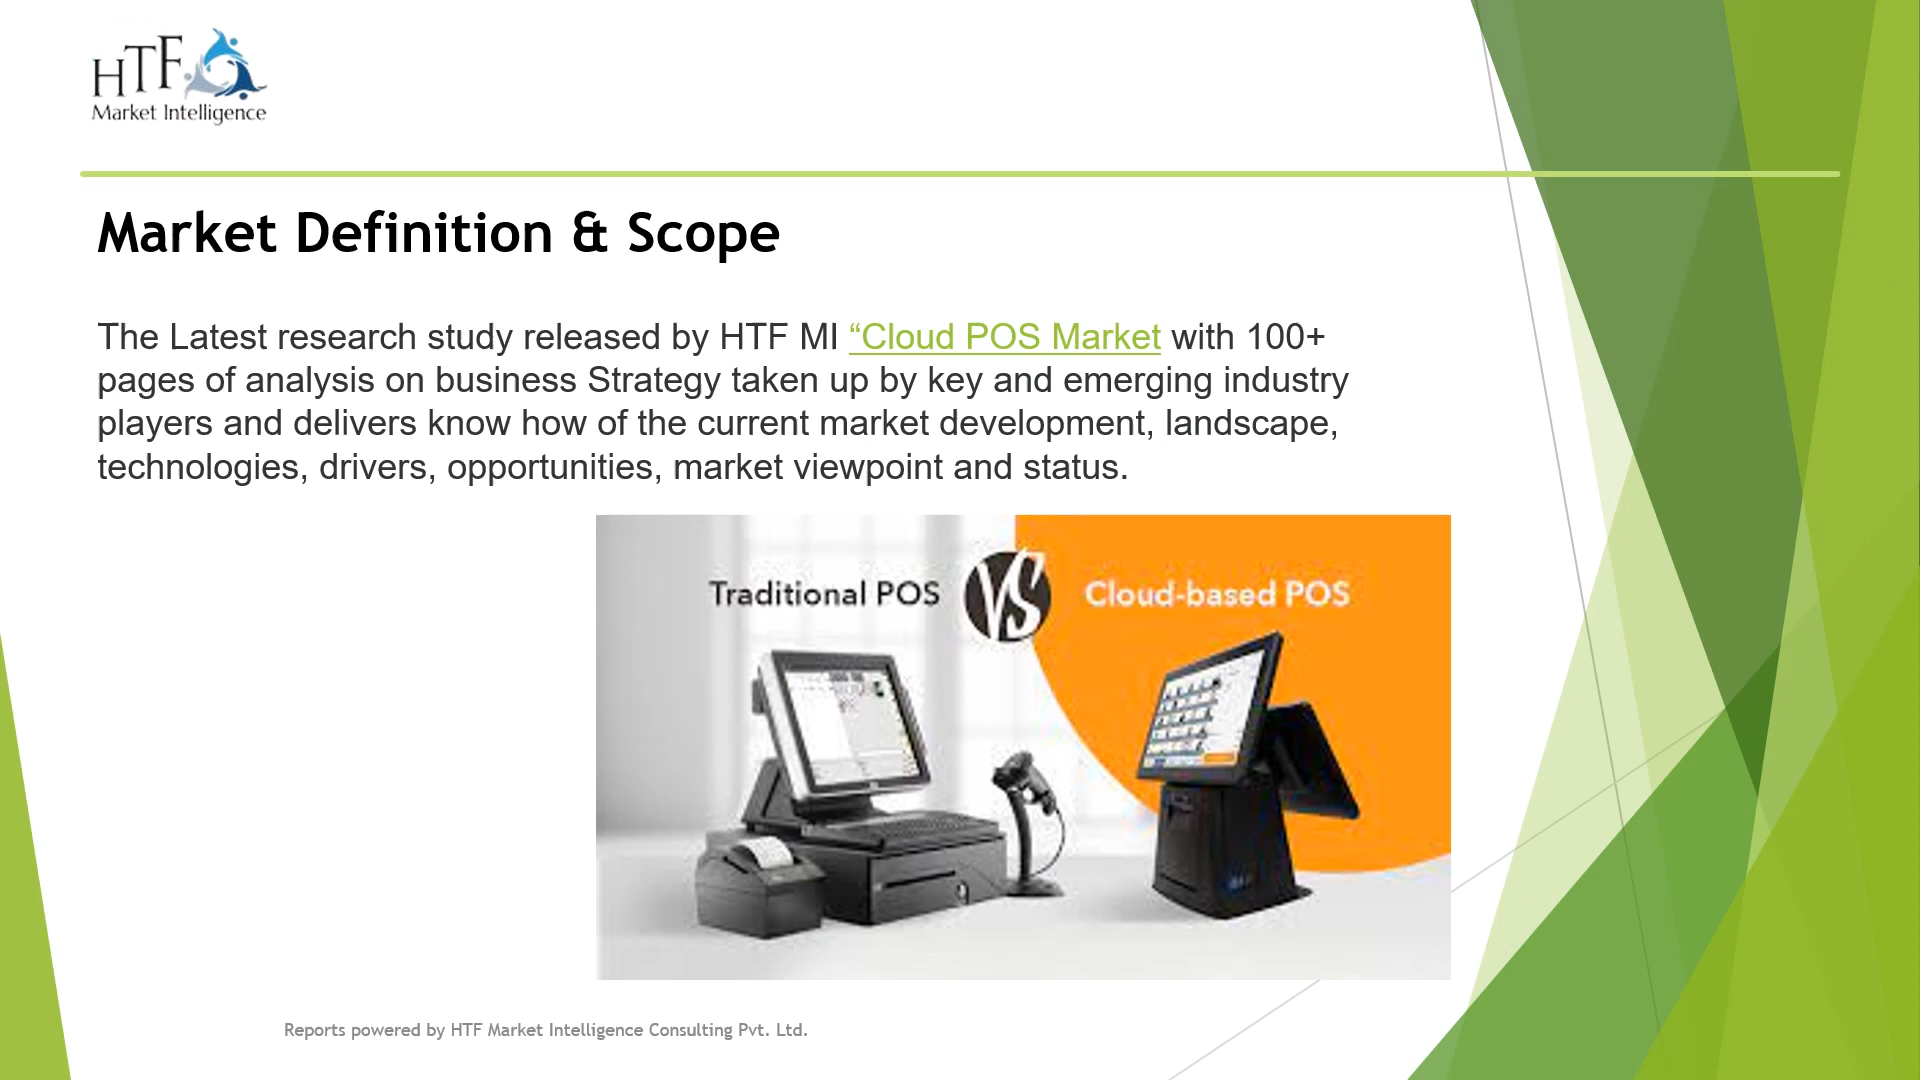 HTF
Market Intelligence
Market Definition & Scope
The Latest research study released by HTF MI “Cloud POS Market with 100+
pages of analysis on business Strategy taken up by key and emerging industry
players and delivers know how of the current market development, landscape,
technologies, drivers, opportunities, market viewpoint and status.
Traditional POS VS Cloud-based POS
Reports powered by HTF Market Intelligence Consulting Pvt. Ltd.